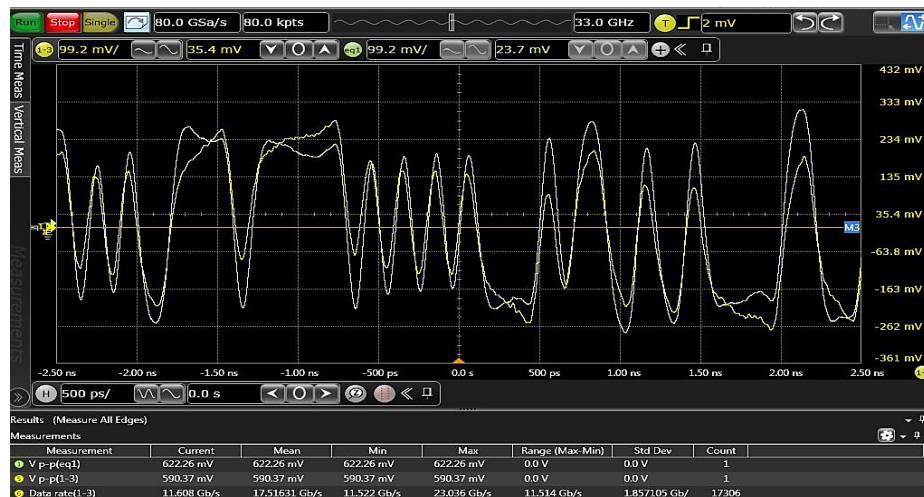 Run Stop Single 80.0 GSa/s 80.0 kpts 33.0 GHz T 2 mV
1-3 99.2 mV/ 35.4 mV eq1 99.2 mV/ 23.7 mV
Time Meas
Vertical Meas
Measurements
432 mV
333 mV
234 mV
135 mV
35.4 mV
M3
-63.8 mV
-163 mV
-262 mV
-361 mV
-2.50 ns -2.00 ns -1.50 ns -1.00 ns -500 ps 0.0 s 500 ps 1.00 ns 1.50 ns 2.00 ns 2.50 ns
H 500 ps/ 0.0 s
Results (Measure All Edges)
Measurements
Measurement Current Mean Min Max Range (Max-Min) Std Dev Count
V p-p(eq1) 622.26 mV 622.26 mV 622.26 mV 622.26 mV 0.0 V 0.0 V 1
V p-p(1-3) 590.37 mV 590.37 mV 590.37 mV 590.37 mV 0.0 V 0.0 V 1
Data rate(1-3) 11.608 Gb/s 17.51631 Gb/s 11.522 Gb/s 23.036 Gb/s 11.514 Gb/s 1.857105 Gb/ 17306